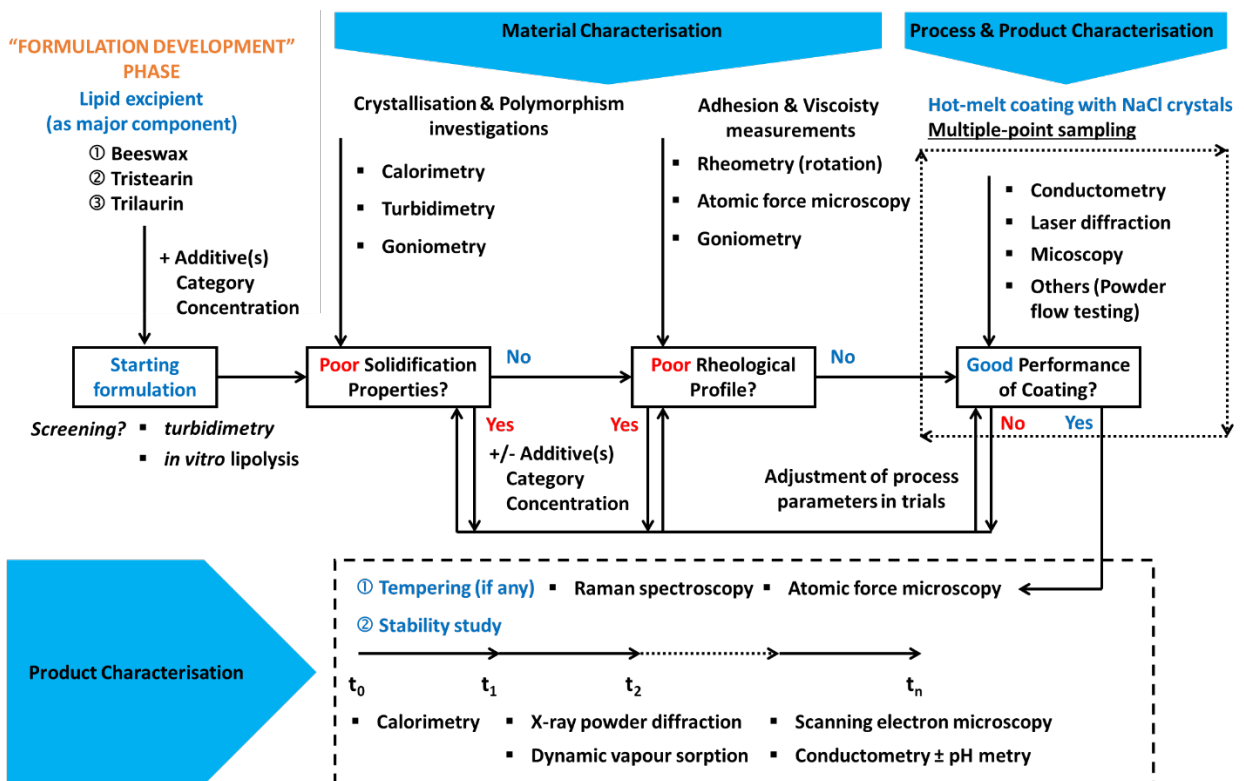 “FORMULATION DEVELOPMENT”
PHASE
Lipid excipient
(as major component)
① Beeswax
② Tristearin
③ Trilaurin
+ Additive(s)
Category
Concentration
Starting
formulation
Screening? ▪ turbidimetry
▪ in vitro lipolysis
Material Characterisation
Crystallisation & Polymorphism
investigations
▪ Calorimetry
▪ Turbidimetry
▪ Goniometry
Poor Solidification
Properties?
No
Yes
Adhesion & Viscoisty
measurements
▪ Rheometry (rotation)
▪ Atomic force microscopy
▪ Goniometry
Poor Rheological
Profile?
No
Yes
+/- Additive(s)
Category
Concentration
Process & Product Characterisation
Hot-melt coating with NaCl crystals
Multiple-point sampling
▪ Conductometry
▪ Laser diffraction
▪ Micoscopy
▪ Others (Powder
flow testing)
Good Performance
of Coating?
No
Yes
Adjustment of process
parameters in trials
Product Characterisation
① Tempering (if any) ▪ Raman spectroscopy ▪ Atomic force microscopy
② Stability study
t0 t1 t2 tn
▪ Calorimetry ▪ X-ray powder diffraction ▪ Scanning electron microscopy
▪ Dynamic vapour sorption ▪ Conductometry ± pH metry